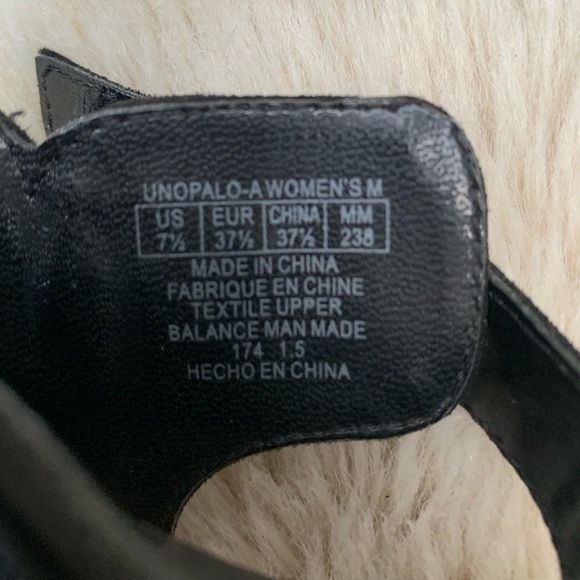 UNOPALO-A WOMEN'S M
US EUR CHINA MM
7½ 37½ 37½ 238
MADE IN CHINA
FABRIQUE EN CHINE
TEXTILE UPPER
BALANCE MAN MADE
174 1.5
HECHO EN CHINA